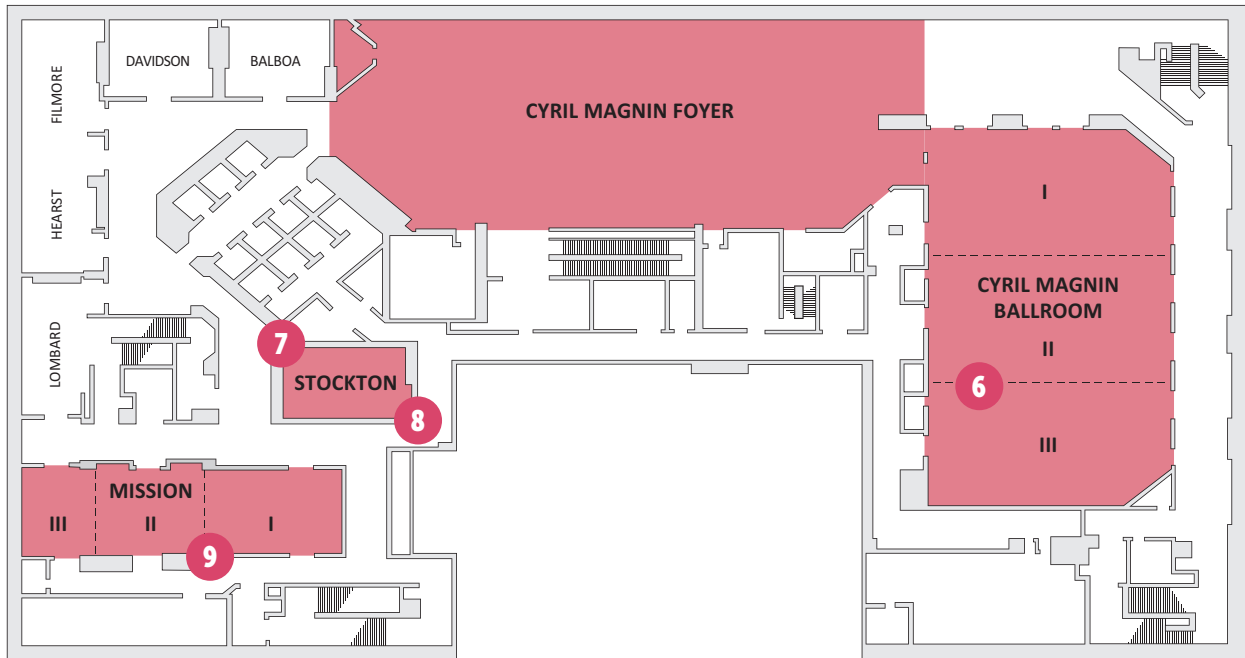 DAVIDSON
BALBOA
FILMORE
CYRIL MAGNIN FOYER
HEARST
I
CYRIL MAGNIN
BALLROOM
II
6
III
LOMBARD
7
STOCKTON
8
MISSION
III
II
I
9